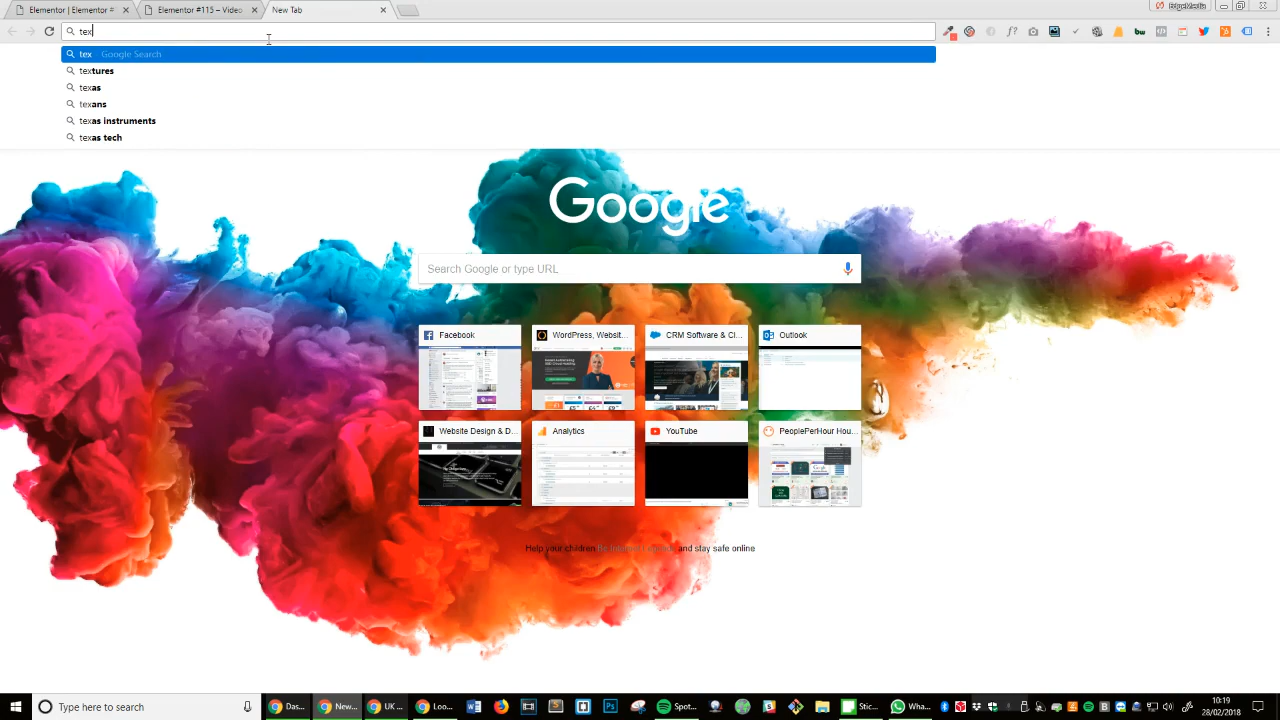 Elementor | Elementor
Elementor #115 – Video
New Tab
tex
tex - Google Search
textures
texas
texans
texas instruments
texas tech
Google
Search Google or type URL
Facebook
WordPress, Websit...
CRM Software & Cl...
Outlook
Website Design & D...
Analytics
YouTube
PeoplePerHour Hou...
Help your children and stay safe online
Type here to search
Das...
New...
UK ...
Loo...
Spot...
Stic...
Wha...
10:19
28/02/2018